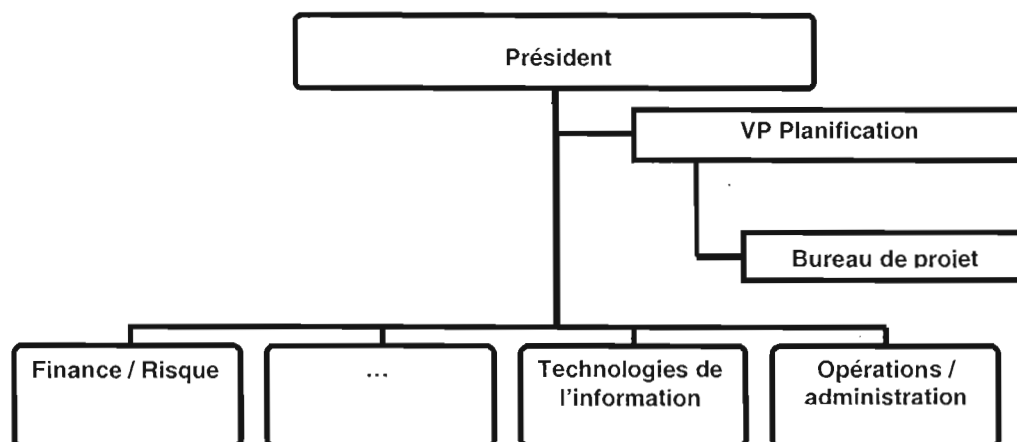 Président
VP Planification
Bureau de projet
Finance / Risque
...
Technologies de
l'information
Opérations /
administration